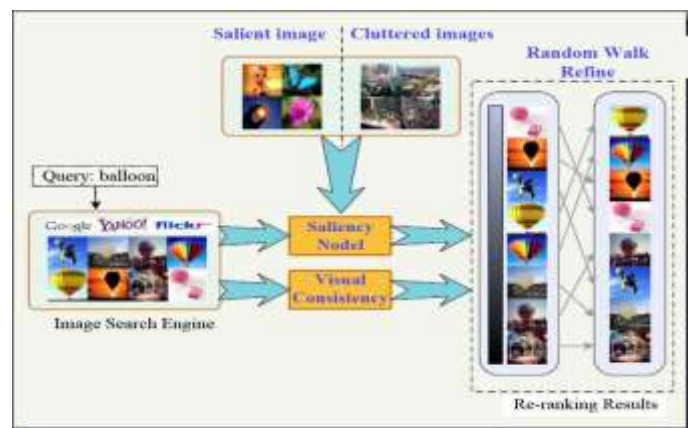 Salient image
Cluttered images
Random Walk
Refine
Query: balloon
Google YAHOO! flickr
Saliency
Nodel
Visual
Consistency
Image Search Engine
Re-ranking Results